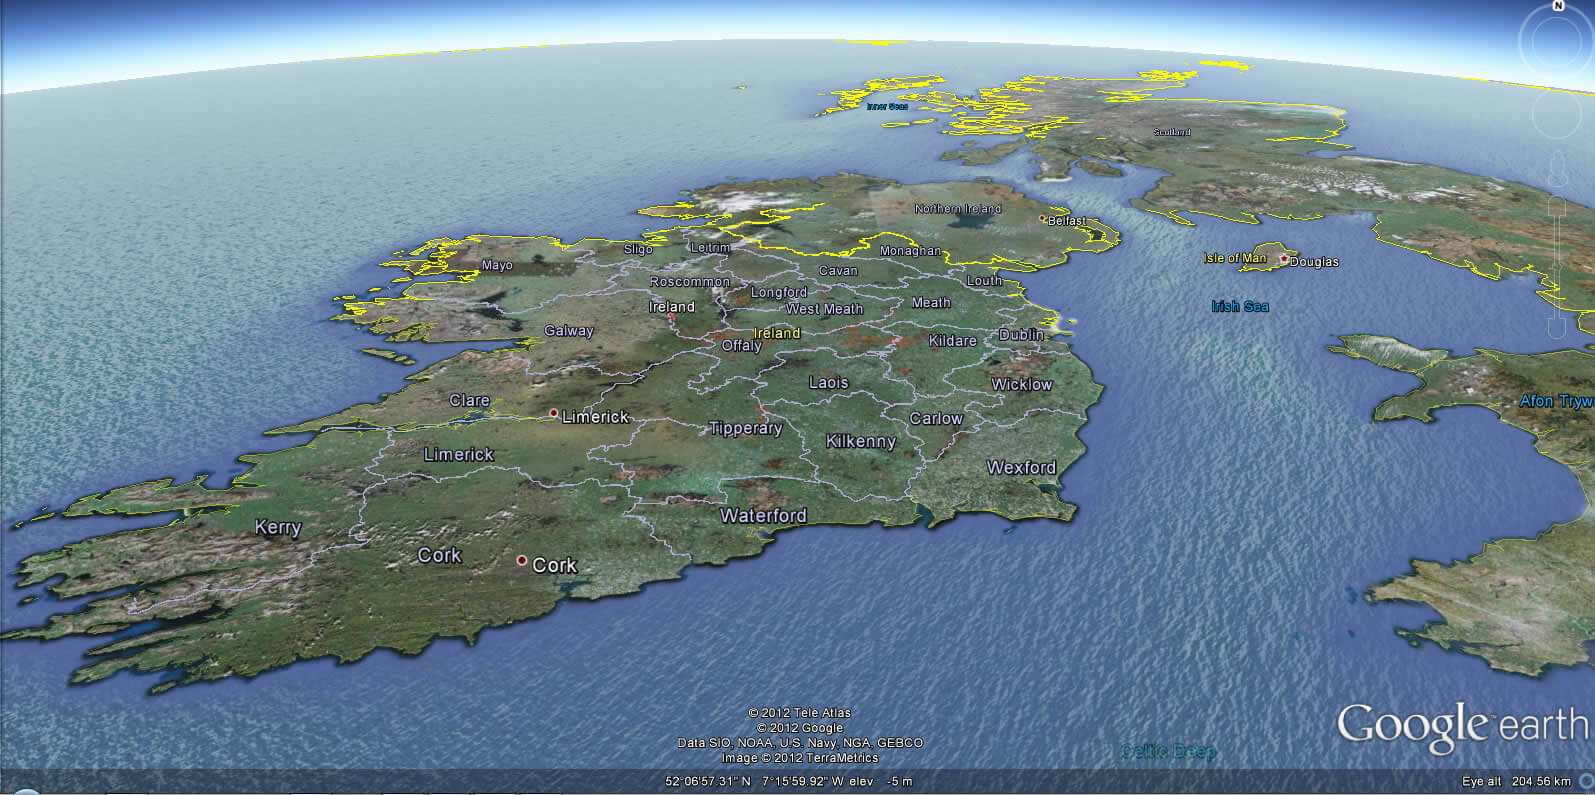 N
Inner Seas
Scotland
Northern Ireland
Belfast
Sligo
Leitrim
Monaghan
Isle of Man
Douglas
Mayo
Cavan
Roscommon
Longford
Louth
Ireland
West Meath
Meath
Irish Sea
Galway
Ireland
Offaly
Kildare
Dublin
Laois
Wicklow
Clare
Afon Tryw
Limerick
Tipperary
Carlow
Kilkenny
Limerick
Wexford
Kerry
Waterford
Cork
Cork
© 2012 Tele Atlas
© 2012 Google
Data SIO, NOAA, U.S. Navy, NGA, GEBCO
Image © 2012 TerraMetrics
Google earth
Celtic Deep
52°06'57.31" N 7°15'59.92" W elev -5 m
Eye alt 204.56 km